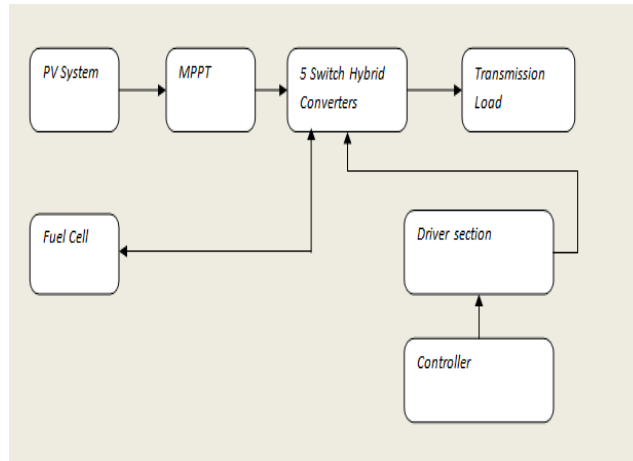 PV System
MPPT
5 Switch Hybrid
Converters
Transmission
Load
Fuel Cell
Driver section
Controller